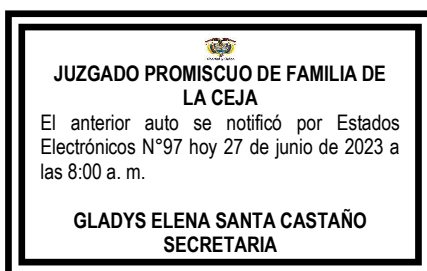 JUZGADO PROMISCUO DE FAMILIA DE
LA CEJA
El anterior auto se notificó por Estados
Electrónicos N°97 hoy 27 de junio de 2023 a
las 8:00 a. m.
GLADYS ELENA SANTA CASTAÑO
SECRETARIA